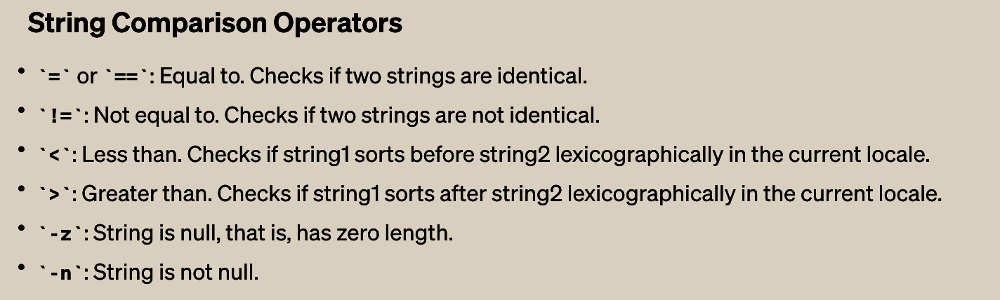 String Comparison Operators
• `=` or `==`: Equal to. Checks if two strings are identical.
• `!=`: Not equal to. Checks if two strings are not identical.
• `<`: Less than. Checks if string1 sorts before string2 lexicographically in the current locale.
• `>`: Greater than. Checks if string1 sorts after string2 lexicographically in the current locale.
• `-z`: String is null, that is, has zero length.
• `-n`: String is not null.